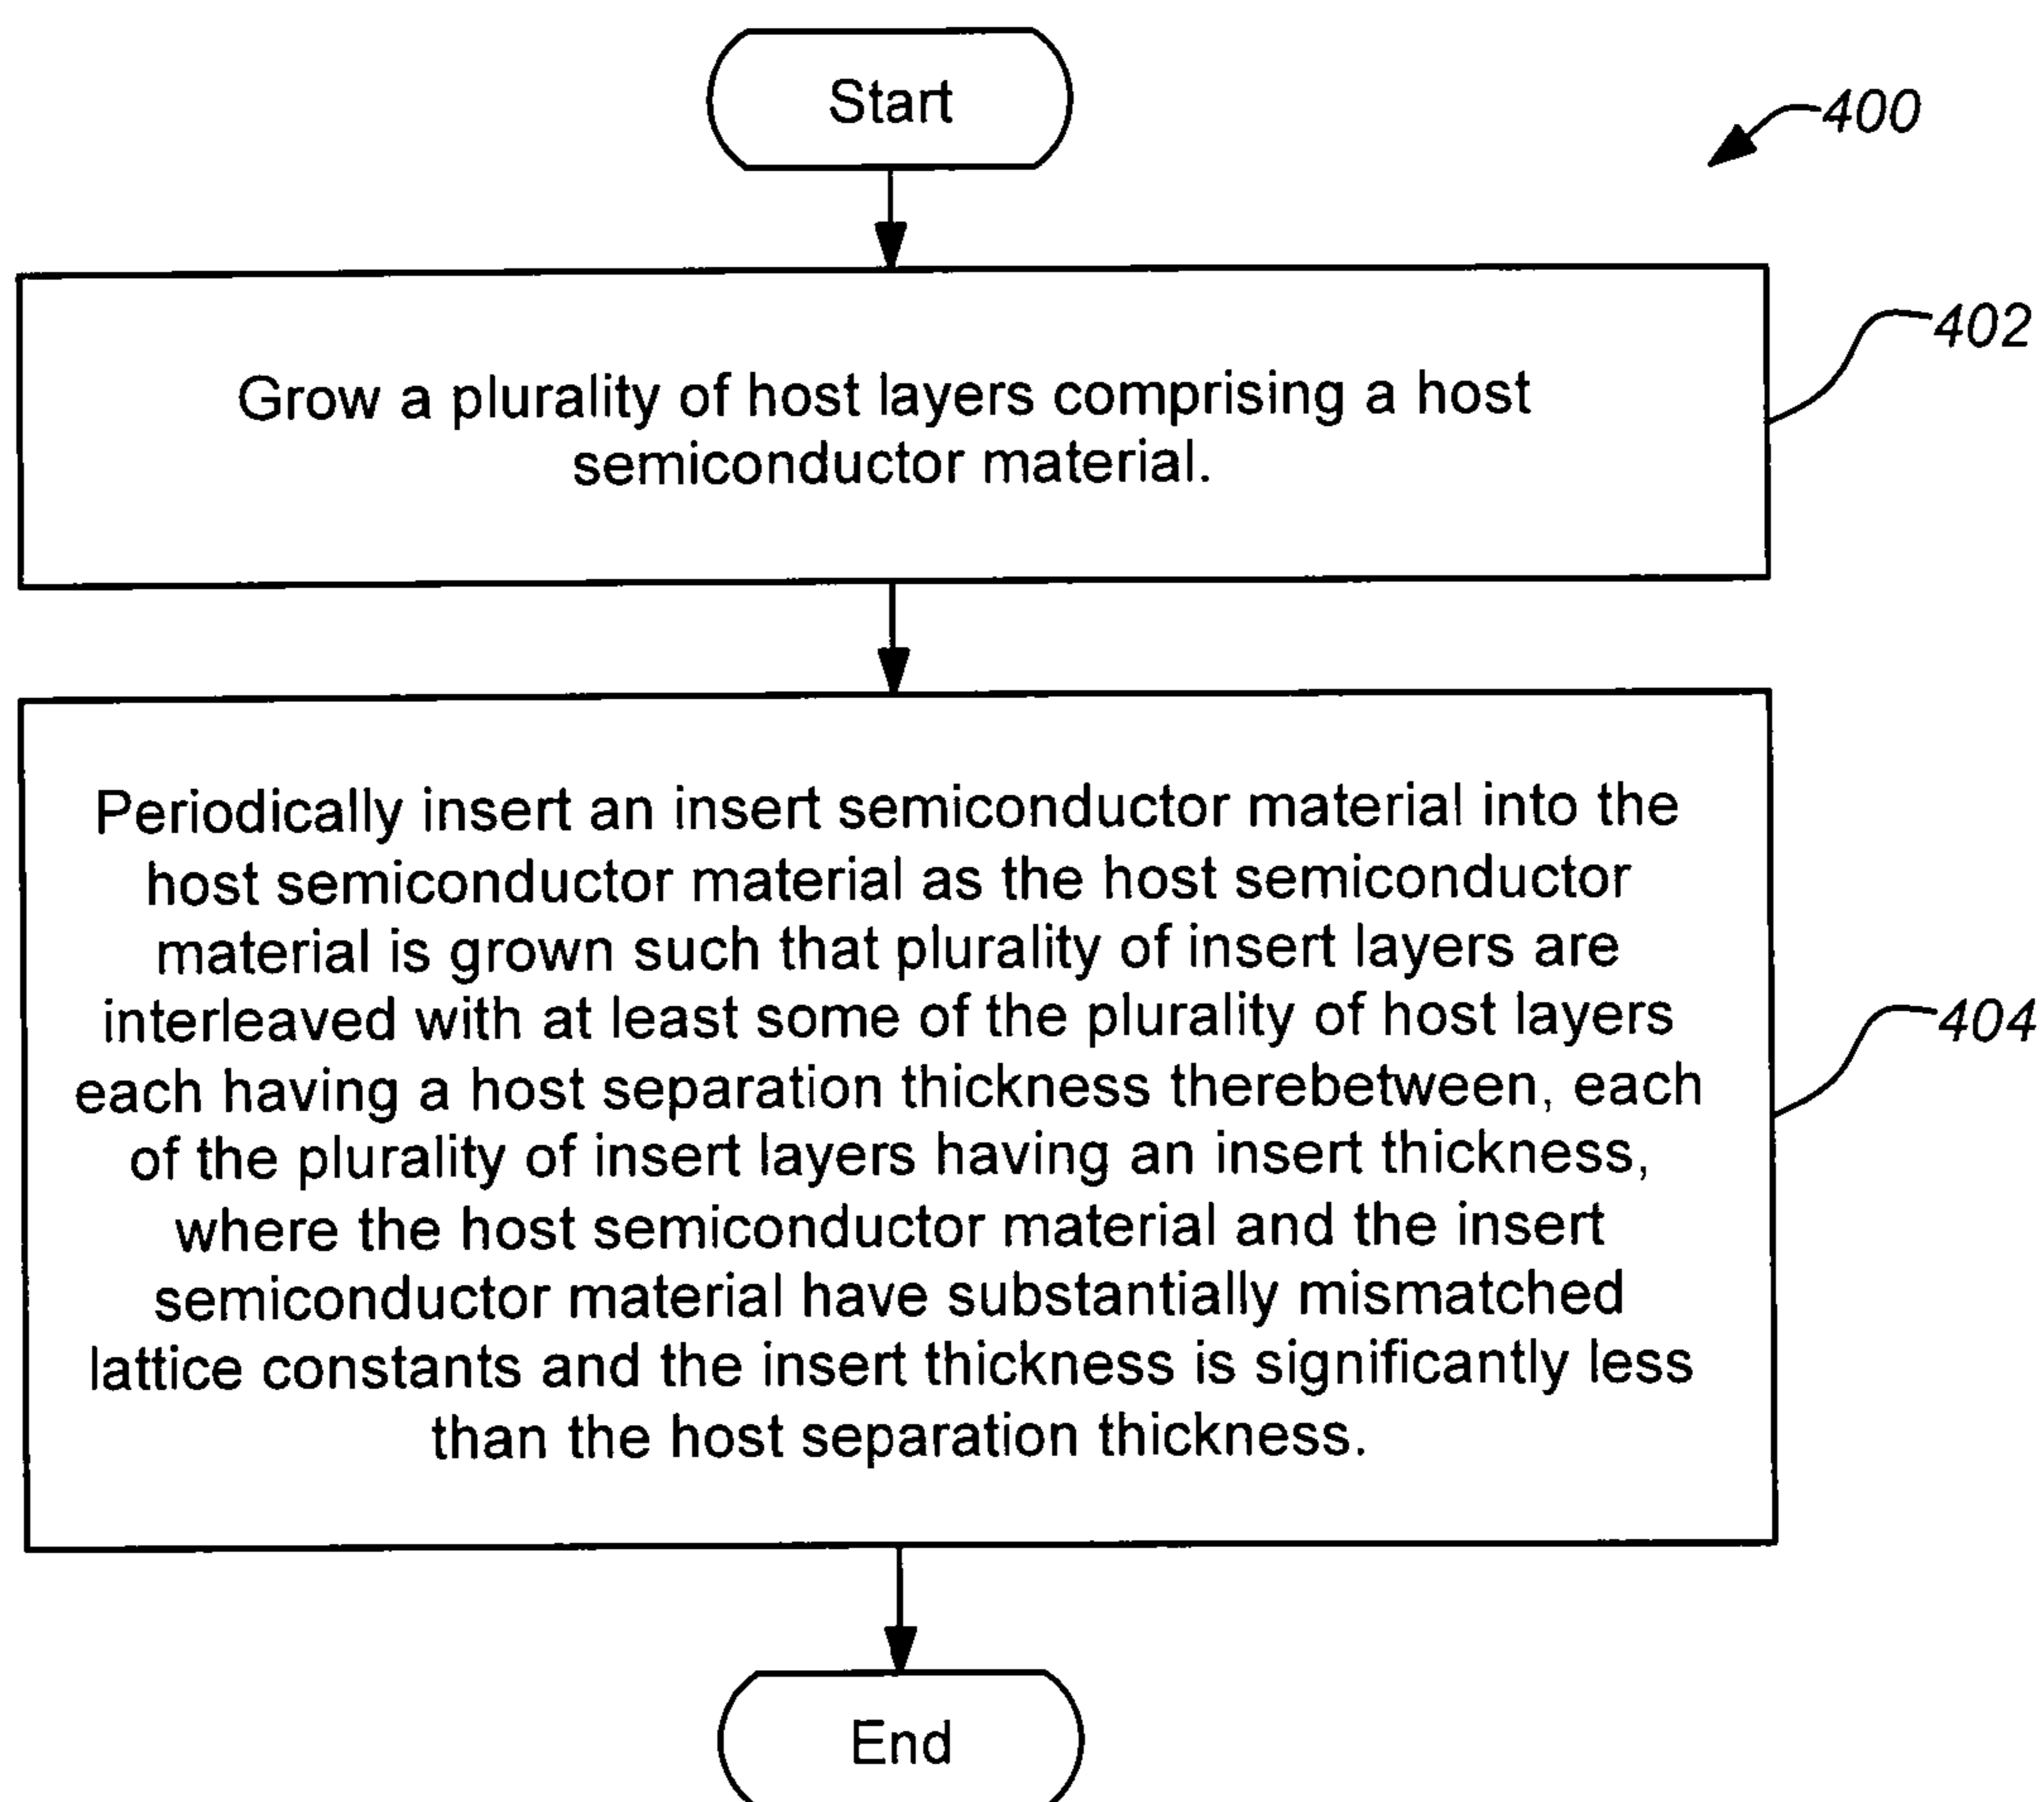 Start
400
402
Grow a plurality of host layers comprising a host
semiconductor material.
Periodically insert an insert semiconductor material into the
host semiconductor material as the host semiconductor
material is grown such that plurality of insert layers are
interleaved with at least some of the plurality of host layers
404
each having a host separation thickness therebetween, each
of the plurality of insert layers having an insert thickness,
where the host semiconductor material and the insert
semiconductor material have substantially mismatched
lattice constants and the insert thickness is significantly less
than the host separation thickness.
End